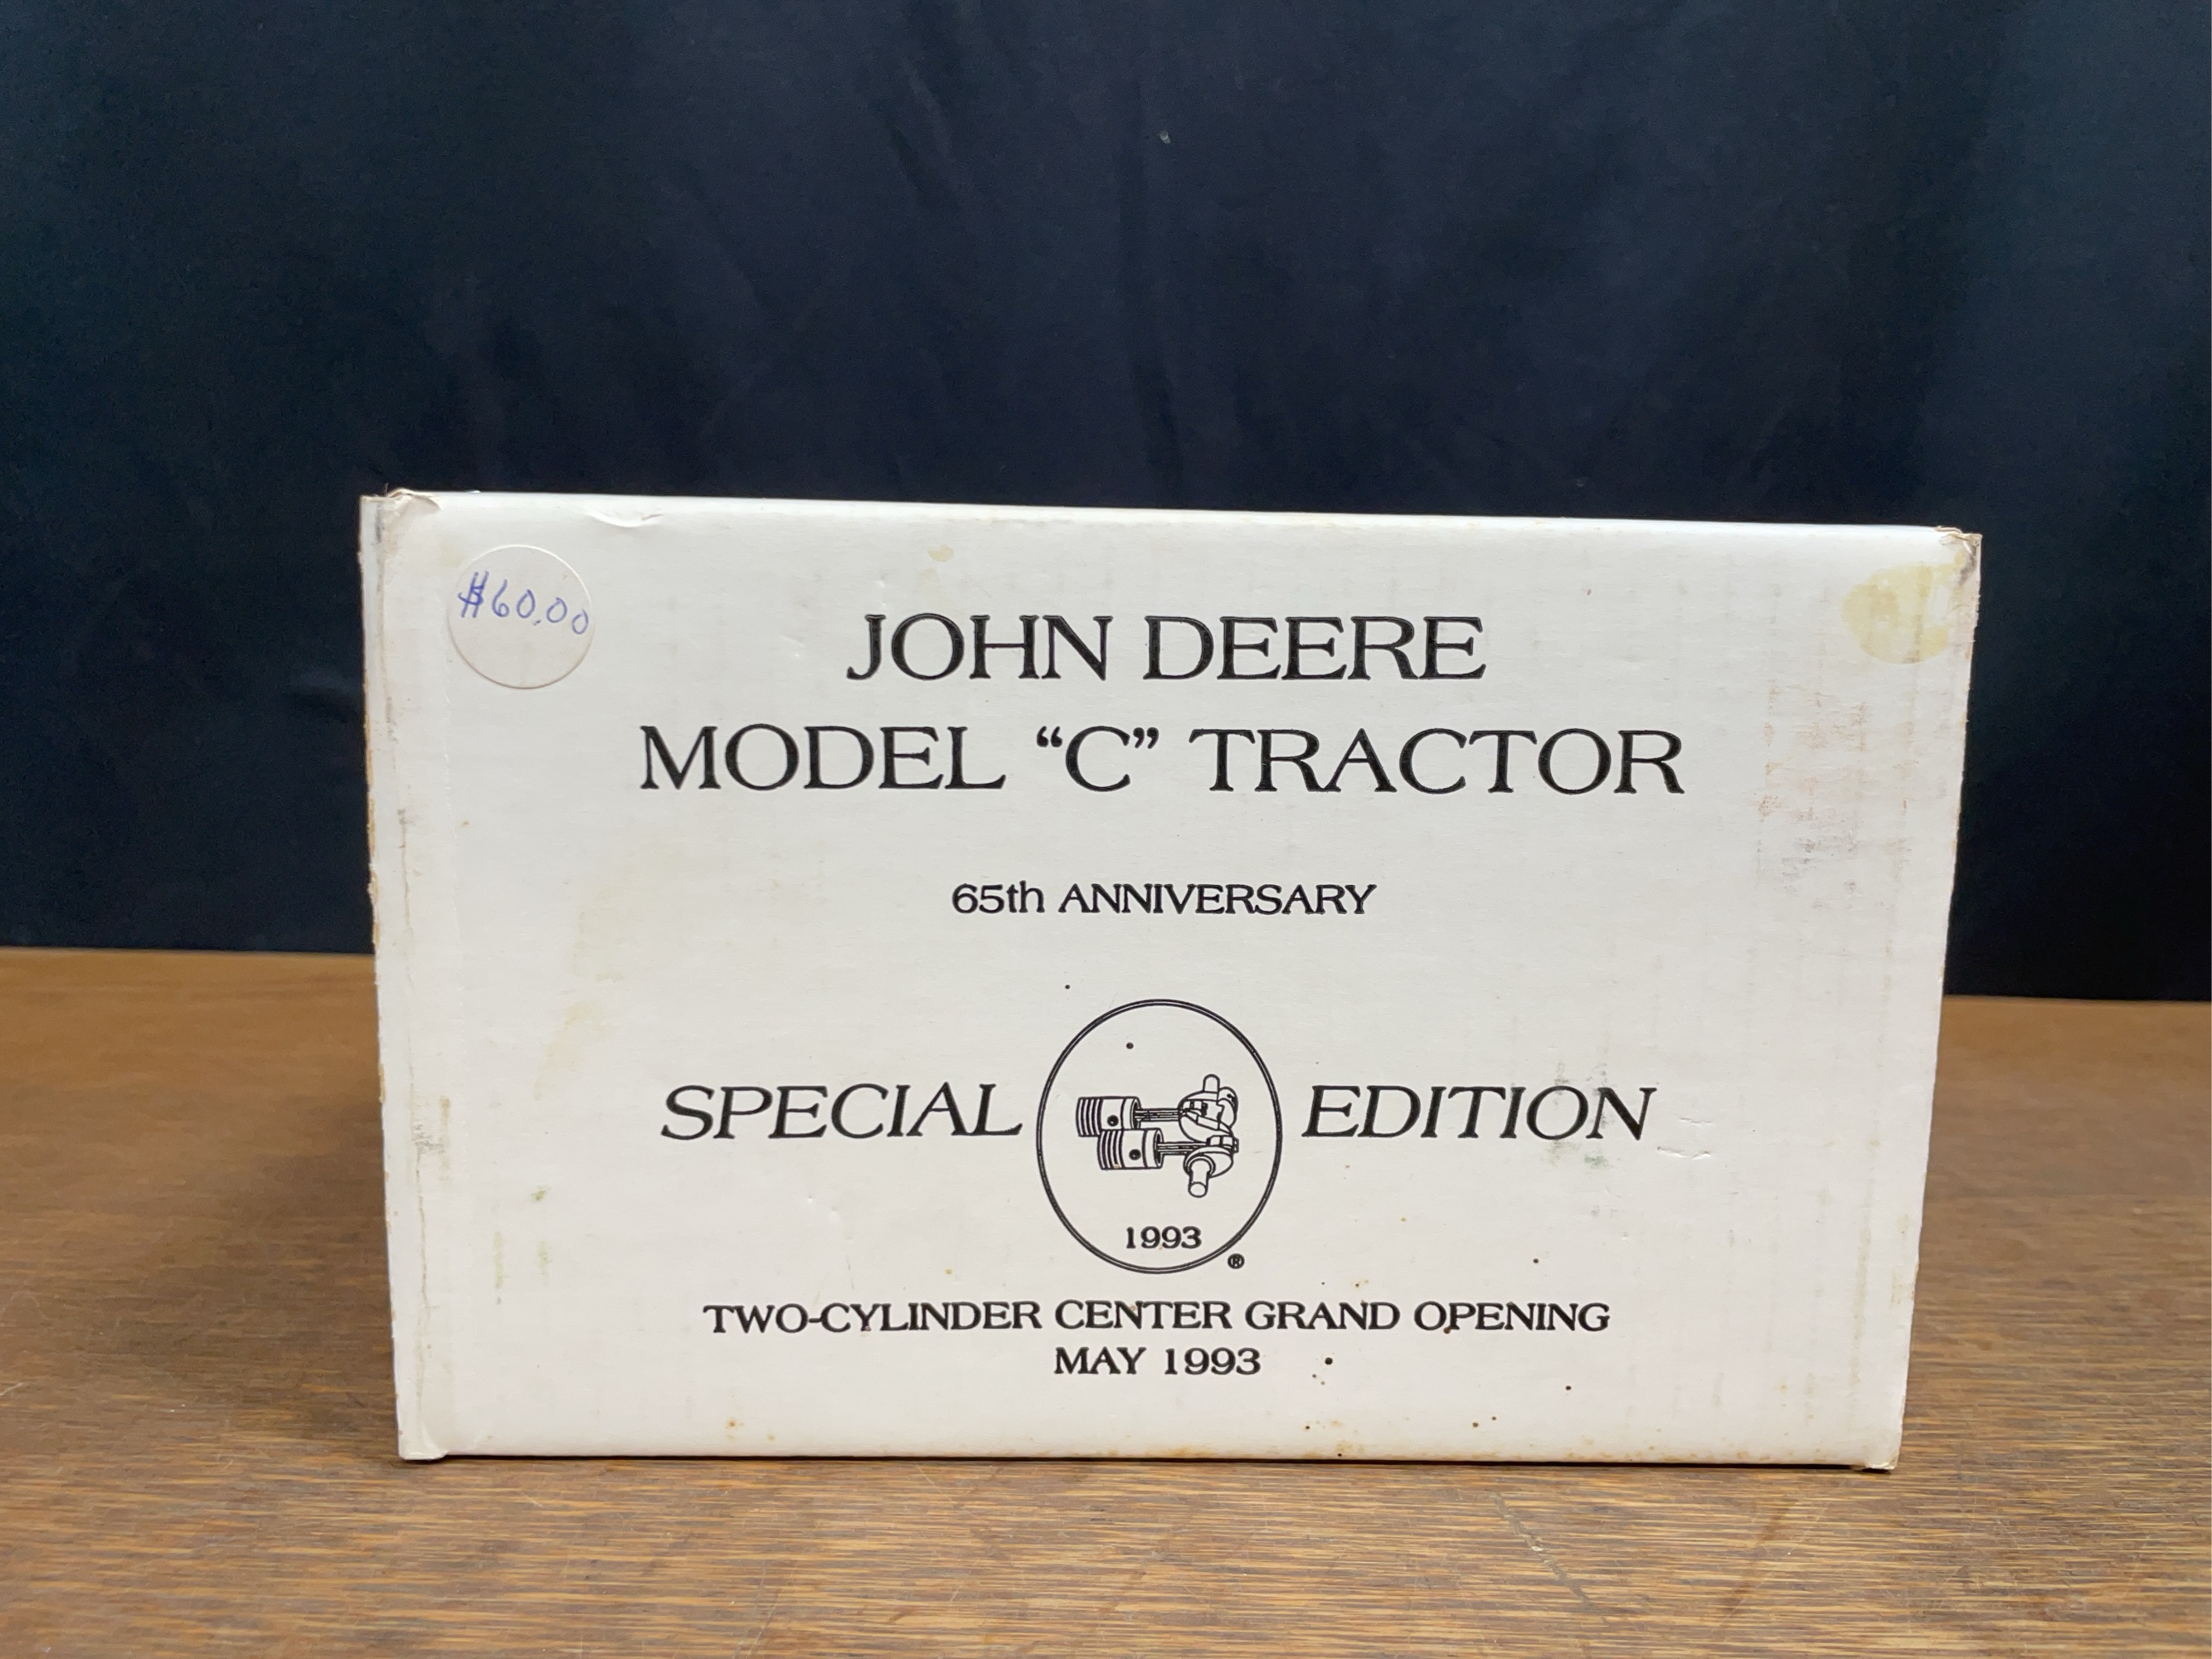 $60.00
JOHN DEERE
MODEL “C” TRACTOR
65th ANNIVERSARY
SPECIAL EDITION
1993
®
TWO-CYLINDER CENTER GRAND OPENING
MAY 1993